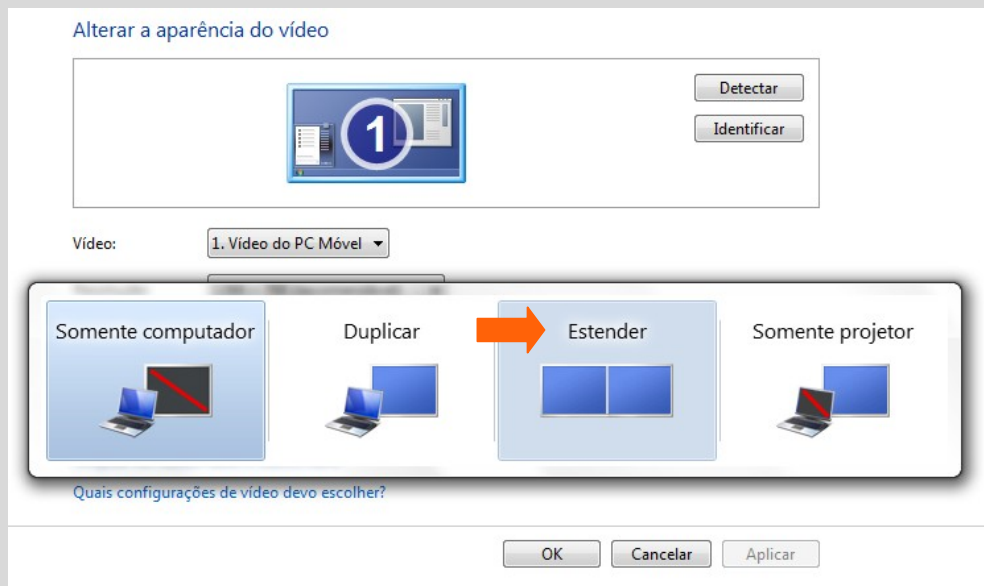 Alterar a aparência do vídeo
1
Detectar
Identificar
Vídeo:
1. Vídeo do PC Móvel
Somente computador
Duplicar
Estender
Somente projetor
Quais configurações de vídeo devo escolher?
OK
Cancelar
Aplicar